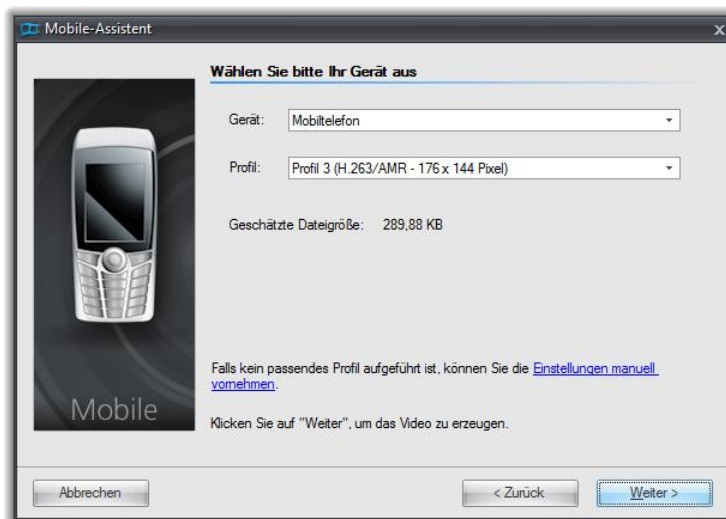 Mobile-Assistent
x
Wählen Sie bitte Ihr Gerät aus
Gerät:
Mobiltelefon
Profil:
Profil 3 (H.263/AMR - 176 x 144 Pixel)
Geschätzte Dateigröße:
289,88 KB
Falls kein passendes Profil aufgeführt ist, können Sie die Einstellungen manuell
vornehmen.
Mobile
Klicken Sie auf "Weiter", um das Video zu erzeugen.
Abbrechen
< Zurück
Weiter >